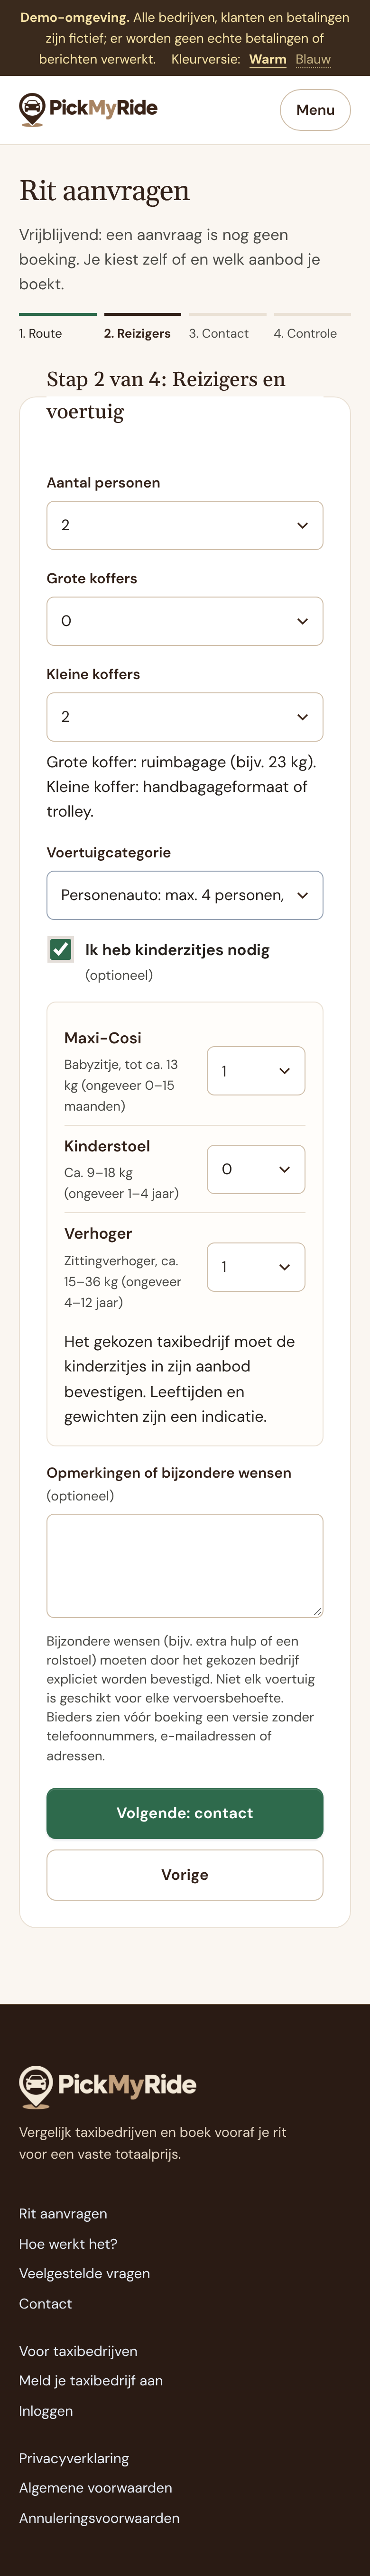 Demo-omgeving. Alle bedrijven, klanten en betalingen
zijn fictief; er worden geen echte betalingen of
berichten verwerkt. Kleurversie: Warm Blauw
PickMyRide
Menu
Rit aanvragen
Vrijblijvend: een aanvraag is nog geen
boeking. Je kiest zelf of en welk aanbod je
boekt.
1. Route 2. Reizigers 3. Contact 4. Controle
Stap 2 van 4: Reizigers en
voertuig
Aantal personen
2
Grote koffers
0
Kleine koffers
2
Grote koffer: ruimbagage (bijv. 23 kg).
Kleine koffer: handbagageformaat of
trolley.
Voertuigcategorie
Personenauto: max. 4 personen,
Ik heb kinderzitjes nodig
(optioneel)
Maxi-Cosi
Babyzitje, tot ca. 13
kg (ongeveer 0–15
maanden)
1
Kinderstoel
Ca. 9–18 kg
(ongeveer 1–4 jaar)
0
Verhoger
Zittingverhoger, ca.
15–36 kg (ongeveer
4–12 jaar)
1
Het gekozen taxibedrijf moet de
kinderzitjes in zijn aanbod
bevestigen. Leeftijden en
gewichten zijn een indicatie.
Opmerkingen of bijzondere wensen
(optioneel)
Bijzondere wensen (bijv. extra hulp of een
rolstoel) moeten door het gekozen bedrijf
expliciet worden bevestigd. Niet elk voertuig
is geschikt voor elke vervoersbehoefte.
Bieders zien vóór boeking een versie zonder
telefoonnummers, e-mailadressen of
adressen.
Volgende: contact
Vorige
PickMyRide
Vergelijk taxibedrijven en boek vooraf je rit
voor een vaste totaalprijs.
Rit aanvragen
Hoe werkt het?
Veelgestelde vragen
Contact
Voor taxibedrijven
Meld je taxibedrijf aan
Inloggen
Privacyverklaring
Algemene voorwaarden
Annuleringsvoorwaarden